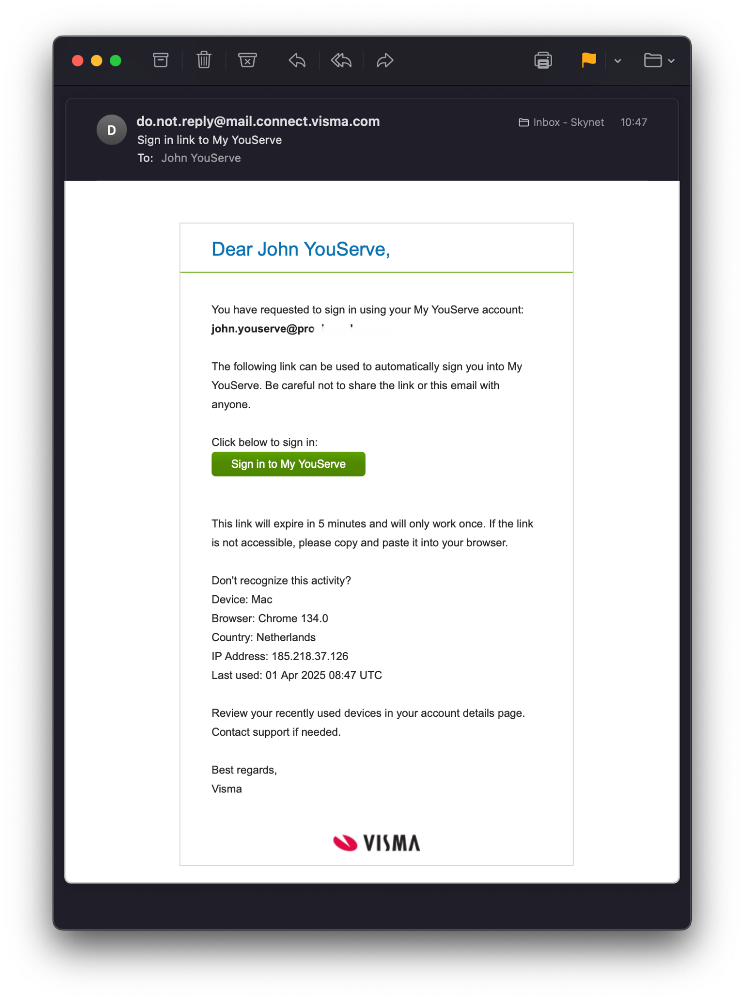 do.not.reply@mail.connect.visma.com
Inbox - Skynet 10:47
Sign in link to My YouServe
To: John YouServe
D
Dear John YouServe,
You have requested to sign in using your My YouServe account:
john.youserve@pro
The following link can be used to automatically sign you into My
YouServe. Be careful not to share the link or this email with
anyone.
Click below to sign in:
Sign in to My YouServe
This link will expire in 5 minutes and will only work once. If the link
is not accessible, please copy and paste it into your browser.
Don't recognize this activity?
Device: Mac
Browser: Chrome 134.0
Country: Netherlands
IP Address: 185.218.37.126
Last used: 01 Apr 2025 08:47 UTC
Review your recently used devices in your account details page.
Contact support if needed.
Best regards,
Visma
VISMA